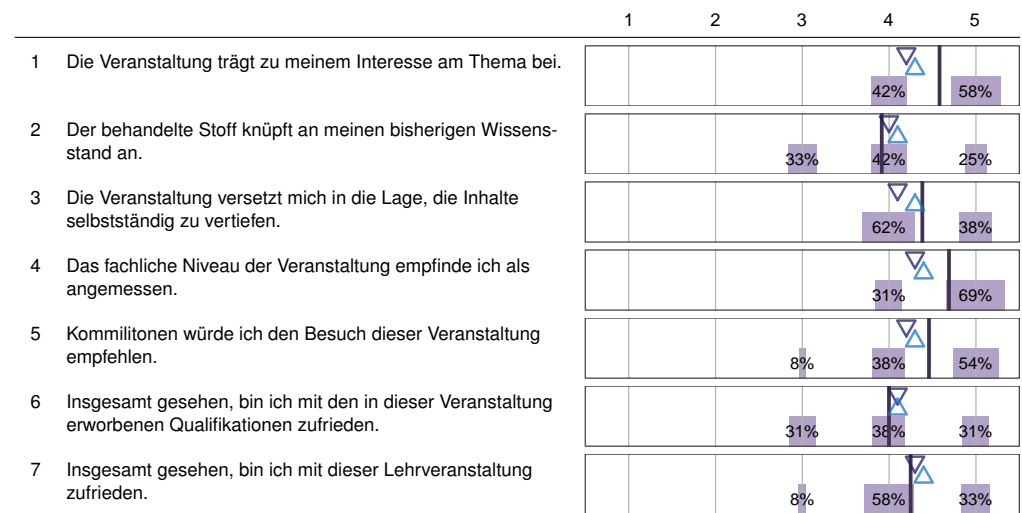 1 2 3 4 5
1 Die Veranstaltung trägt zu meinem Interesse am Thema bei.
42% 58%
2 Der behandelte Stoff knüpft an meinen bisherigen Wissens-
stand an.
33% 42% 25%
3 Die Veranstaltung versetzt mich in die Lage, die Inhalte
selbstständig zu vertiefen.
62% 38%
4 Das fachliche Niveau der Veranstaltung empfinde ich als
angemessen.
31% 69%
5 Kommilitonen würde ich den Besuch dieser Veranstaltung
empfehlen.
8% 38% 54%
6 Insgesamt gesehen, bin ich mit den in dieser Veranstaltung
erworbenen Qualifikationen zufrieden.
31% 38% 31%
7 Insgesamt gesehen, bin ich mit dieser Lehrveranstaltung
zufrieden.
8% 58% 33%